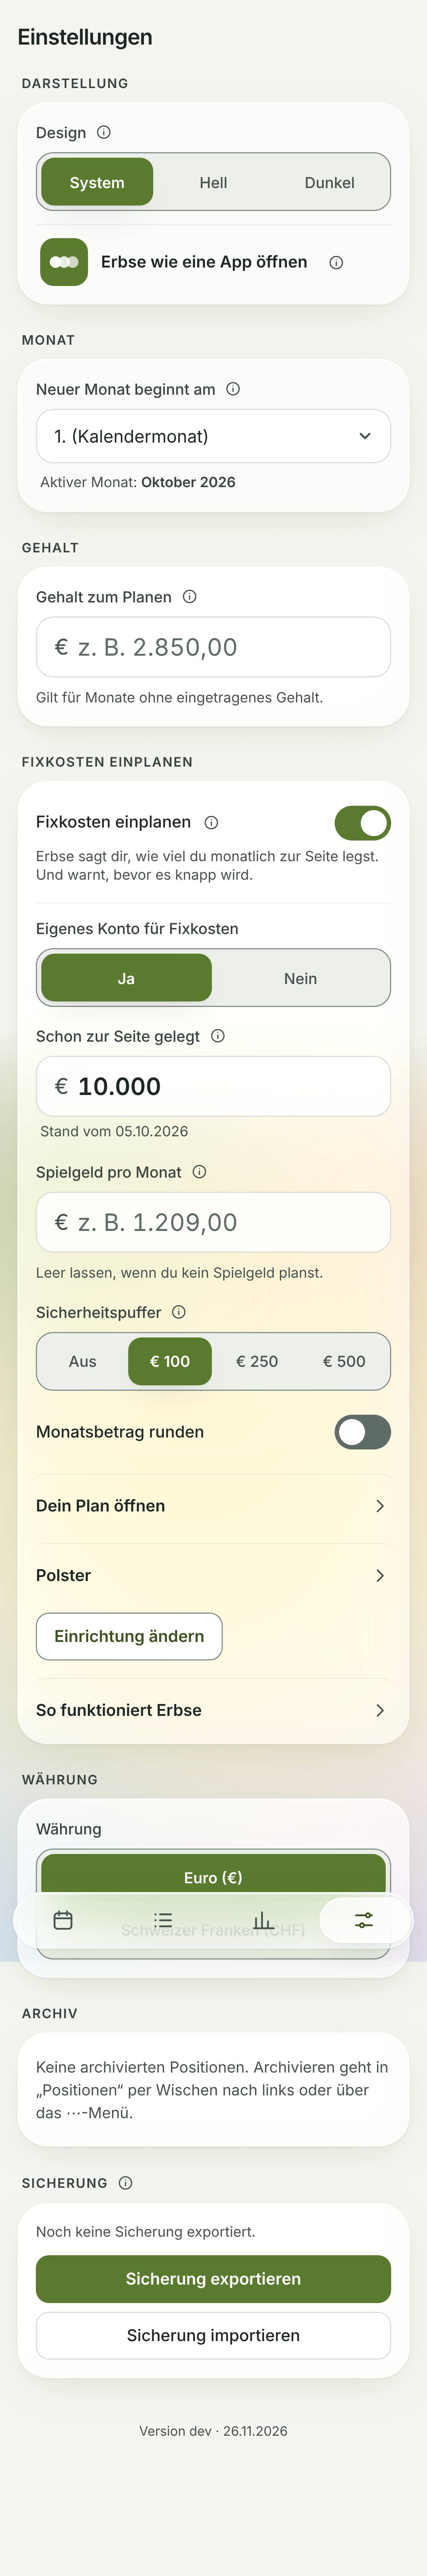 Einstellungen
DARSTELLUNG
Design
System
Hell
Dunkel
Erbse wie eine App öffnen
MONAT
Neuer Monat beginnt am
1. (Kalendermonat)
Aktiver Monat: Oktober 2026
GEHALT
Gehalt zum Planen
€ z. B. 2.850,00
Gilt für Monate ohne eingetragenes Gehalt.
FIXKOSTEN EINPLANEN
Fixkosten einplanen
Erbse sagt dir, wie viel du monatlich zur Seite legst.
Und warnt, bevor es knapp wird.
Eigenes Konto für Fixkosten
Ja
Nein
Schon zur Seite gelegt
€ 10.000
Stand vom 05.10.2026
Spielgeld pro Monat
€ z. B. 1.209,00
Leer lassen, wenn du kein Spielgeld planst.
Sicherheitspuffer
Aus
€ 100
€ 250
€ 500
Monatsbetrag runden
Dein Plan öffnen
Polster
Einrichtung ändern
So funktioniert Erbse
WÄHRUNG
Währung
Euro (€)
Schweizer Franken (CHF)
ARCHIV
Keine archivierten Positionen. Archivieren geht in
„Positionen“ per Wischen nach links oder über
das ···-Menü.
SICHERUNG
Noch keine Sicherung exportiert.
Sicherung exportieren
Sicherung importieren
Version dev · 26.11.2026